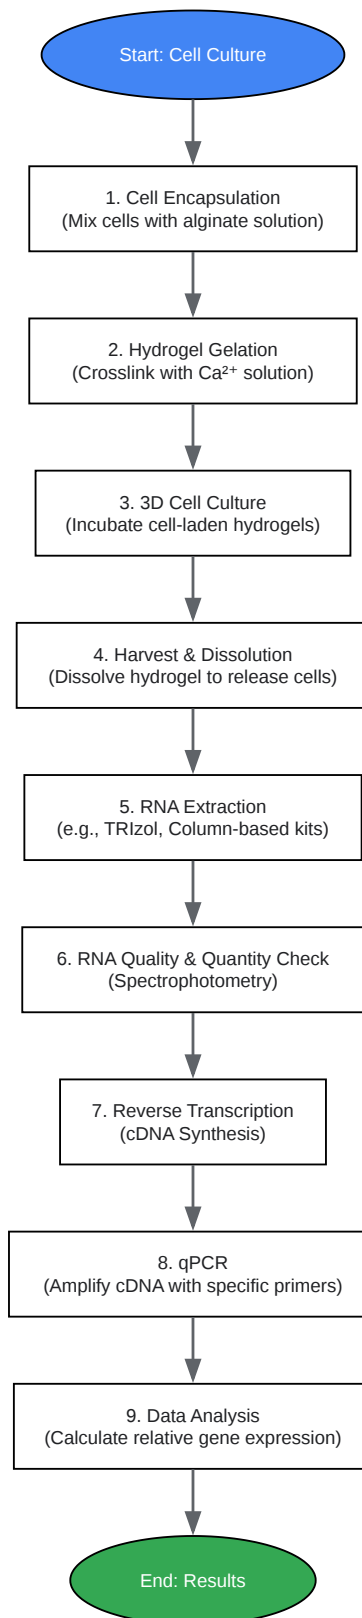 Start: Cell Culture
1. Cell Encapsulation
(Mix cells with alginate solution)
2. Hydrogel Gelation
(Crosslink with Ca²⁺ solution)
3. 3D Cell Culture
(Incubate cell-laden hydrogels)
4. Harvest & Dissolution
(Dissolve hydrogel to release cells)
5. RNA Extraction
(e.g., TRIzol, Column-based kits)
6. RNA Quality & Quantity Check
(Spectrophotometry)
7. Reverse Transcription
(cDNA Synthesis)
8. qPCR
(Amplify cDNA with specific primers)
9. Data Analysis
(Calculate relative gene expression)
End: Results